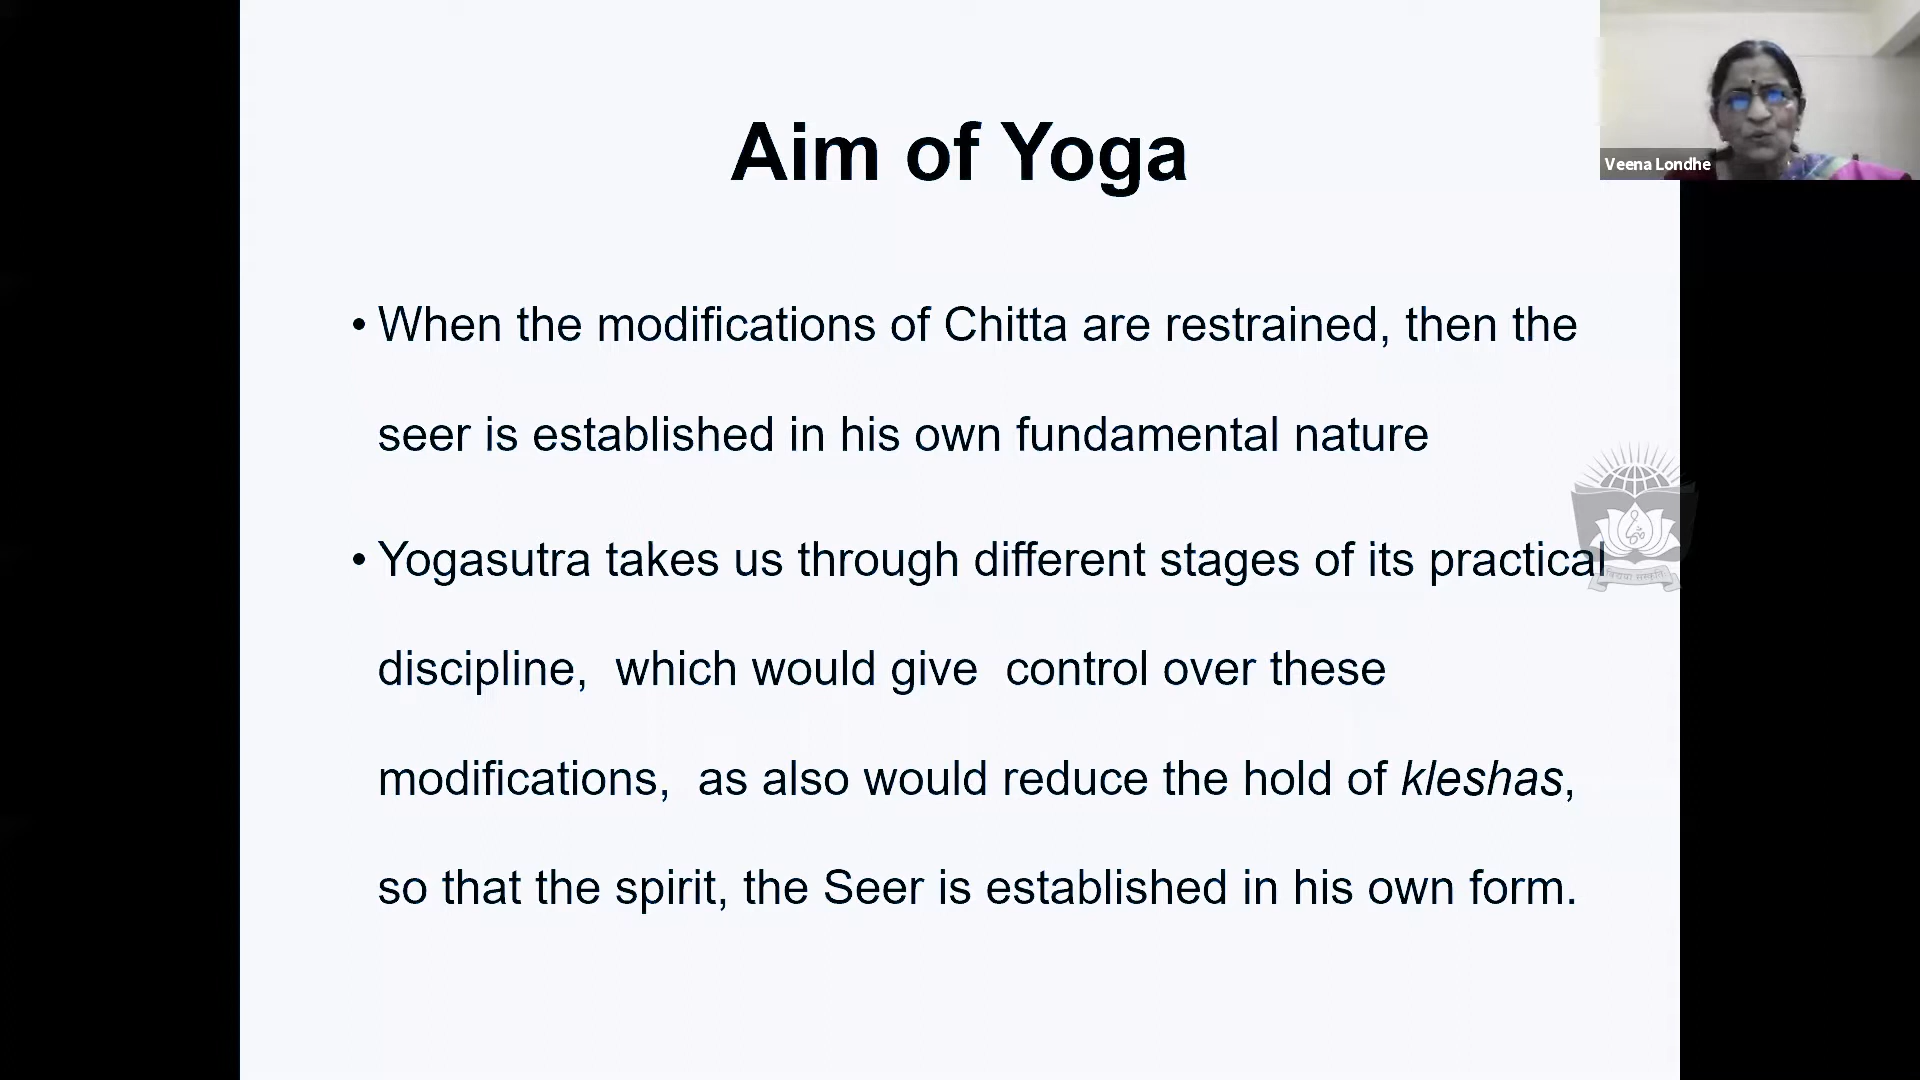 Aim of Yoga
Veena Londhe
• When the modifications of Chitta are restrained, then the
seer is established in his own fundamental nature
• Yogasutra takes us through different stages of its practical
discipline,  which would give  control over these
modifications,  as also would reduce the hold of kleshas,
so that the spirit, the Seer is established in his own form.